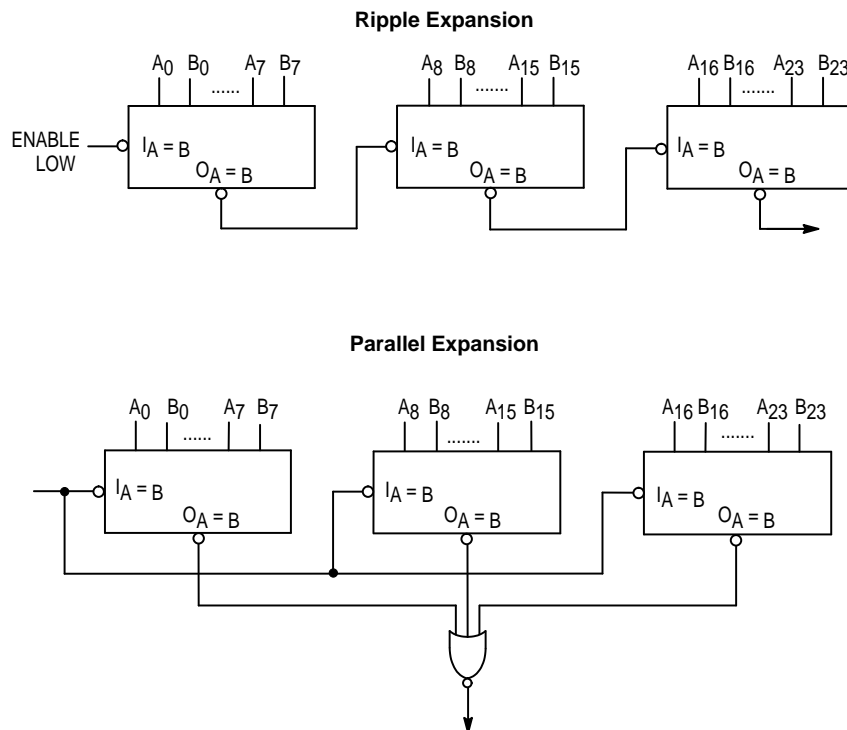 Ripple Expansion
A0 B0 ...... A7 B7
A8 B8 ....... A15 B15
A16 B16 ....... A23 B23
ENABLE
LOW
IA = B
OA = B
IA = B
OA = B
IA = B
OA = B
Parallel Expansion
A0 B0 ...... A7 B7
A8 B8 ....... A15 B15
A16 B16 ....... A23 B23
IA = B
OA = B
IA = B
OA = B
IA = B
OA = B